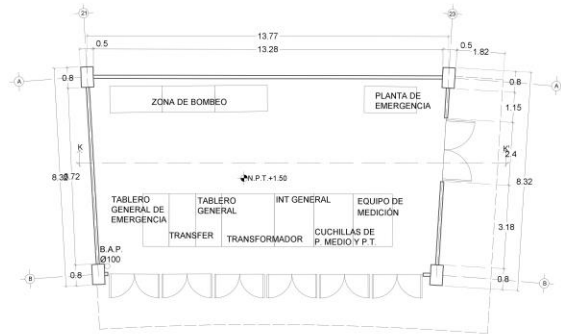 21
23
13.77
0.5
13.28
0.5
1.82
A
0.8
0.8
A
ZONA DE BOMBEO
PLANTA DE
EMERGENCIA
1.15
K
K
2.4
8.32
6.72
N.P.T.+1.50
8.32
TABLERO
GENERAL DE
EMERGENCIA
TABLERO
GENERAL
INT GENERAL
EQUIPO DE
MEDICIÓN
TRANSFER
TRANSFORMADOR
CUCHILLAS DE
P. MEDIO Y P.T.
3.18
B.A.P.
Ø100
B
0.8
0.8
B